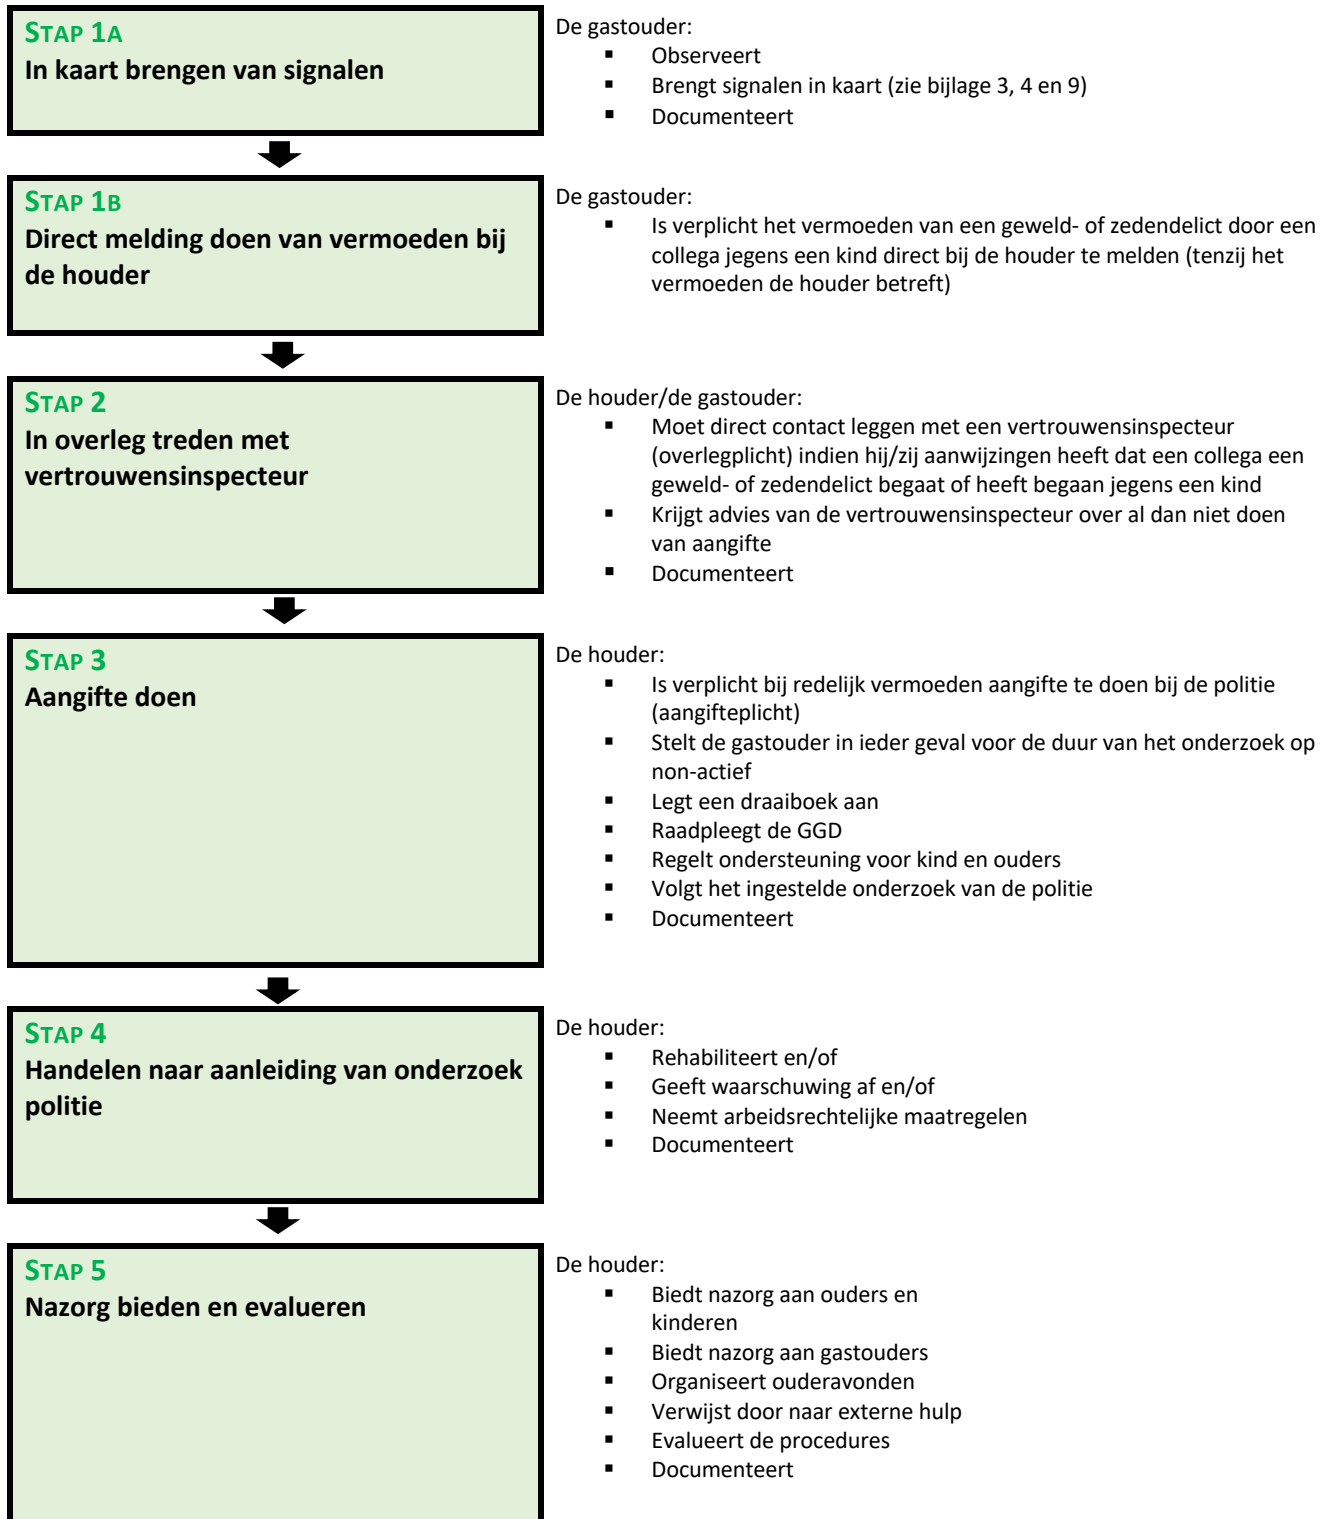 STAP 1A
In kaart brengen van signalen
De gastouder:
▪ Observeert
▪ Brengt signalen in kaart (zie bijlage 3, 4 en 9)
▪ Documenteert
STAP 1B
Direct melding doen van vermoeden bij
de houder
De gastouder:
▪ Is verplicht het vermoeden van een geweld- of zedendelict door een
collega jegens een kind direct bij de houder te melden (tenzij het
vermoeden de houder betreft)
STAP 2
In overleg treden met
vertrouwensinspecteur
De houder/de gastouder:
▪ Moet direct contact leggen met een vertrouwensinspecteur
(overlegplicht) indien hij/zij aanwijzingen heeft dat een collega een
geweld- of zedendelict begaat of heeft begaan jegens een kind
▪ Krijgt advies van de vertrouwensinspecteur over al dan niet doen
van aangifte
▪ Documenteert
STAP 3
Aangifte doen
De houder:
▪ Is verplicht bij redelijk vermoeden aangifte te doen bij de politie
(aangifteplicht)
▪ Stelt de gastouder in ieder geval voor de duur van het onderzoek op
non-actief
▪ Legt een draaiboek aan
▪ Raadpleegt de GGD
▪ Regelt ondersteuning voor kind en ouders
▪ Volgt het ingestelde onderzoek van de politie
▪ Documenteert
STAP 4
Handelen naar aanleiding van onderzoek
politie
De houder:
▪ Rehabiliteert en/of
▪ Geeft waarschuwing af en/of
▪ Neemt arbeidsrechtelijke maatregelen
▪ Documenteert
STAP 5
Nazorg bieden en evalueren
De houder:
▪ Biedt nazorg aan ouders en
kinderen
▪ Biedt nazorg aan gastouders
▪ Organiseert ouderavonden
▪ Verwijst door naar externe hulp
▪ Evalueert de procedures
▪ Documenteert